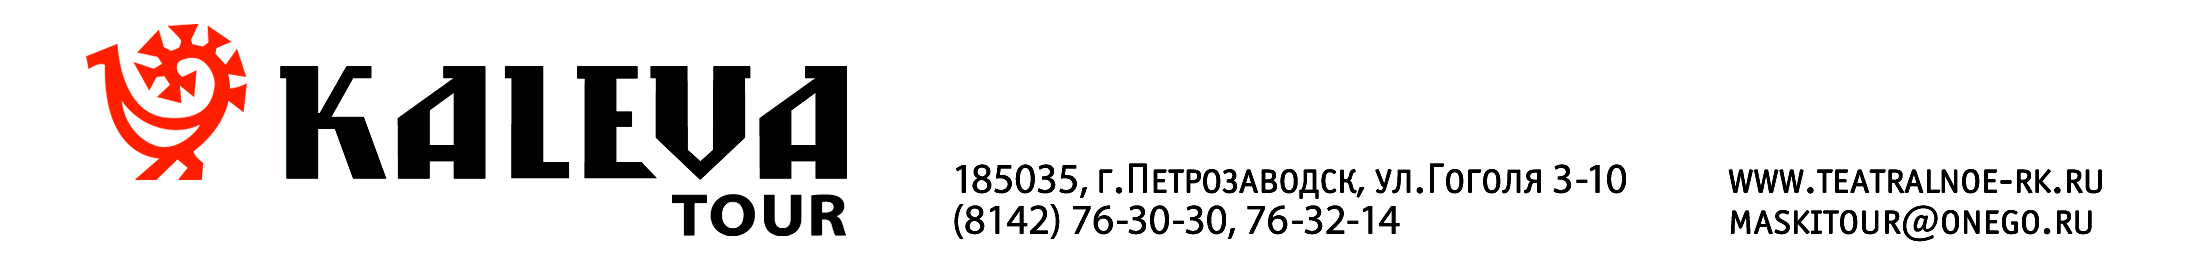 KALEVA
TOUR
185035, г.Петрозаводск, ул.Гоголя 3-10
(8142) 76-30-30, 76-32-14
www.teatralnoe-rk.ru
maskitour@onego.ru